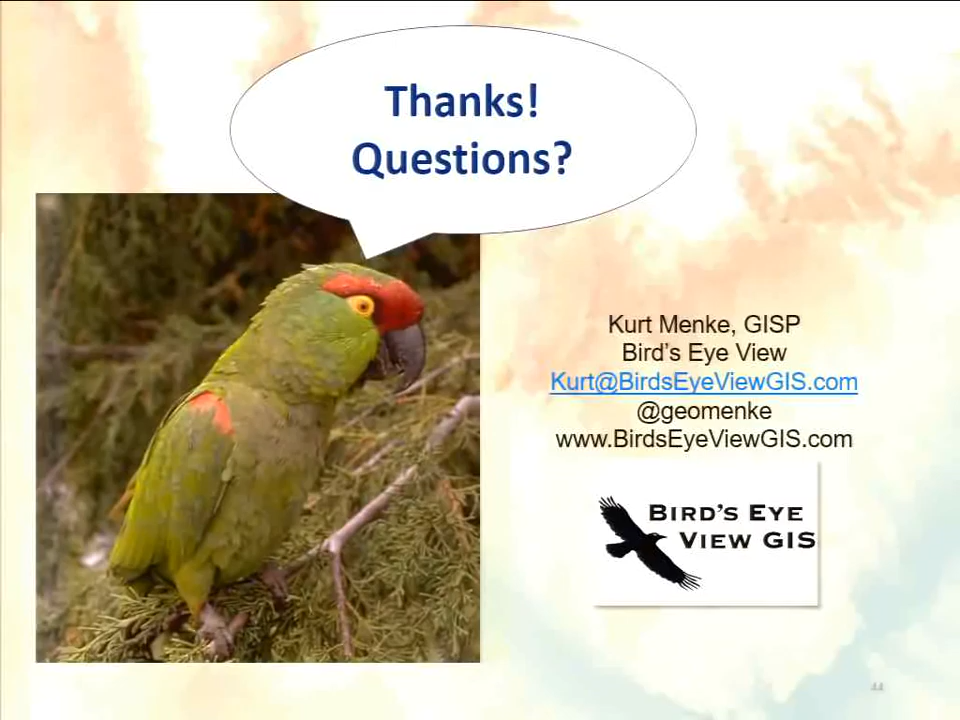 Thanks!
Questions?
Kurt Menke, GISP
Bird's Eye View
Kurt@BirdsEyeViewGIS.com
@geomenke
www.BirdsEyeViewGIS.com
BIRD'S EYE
VIEW GIS
44